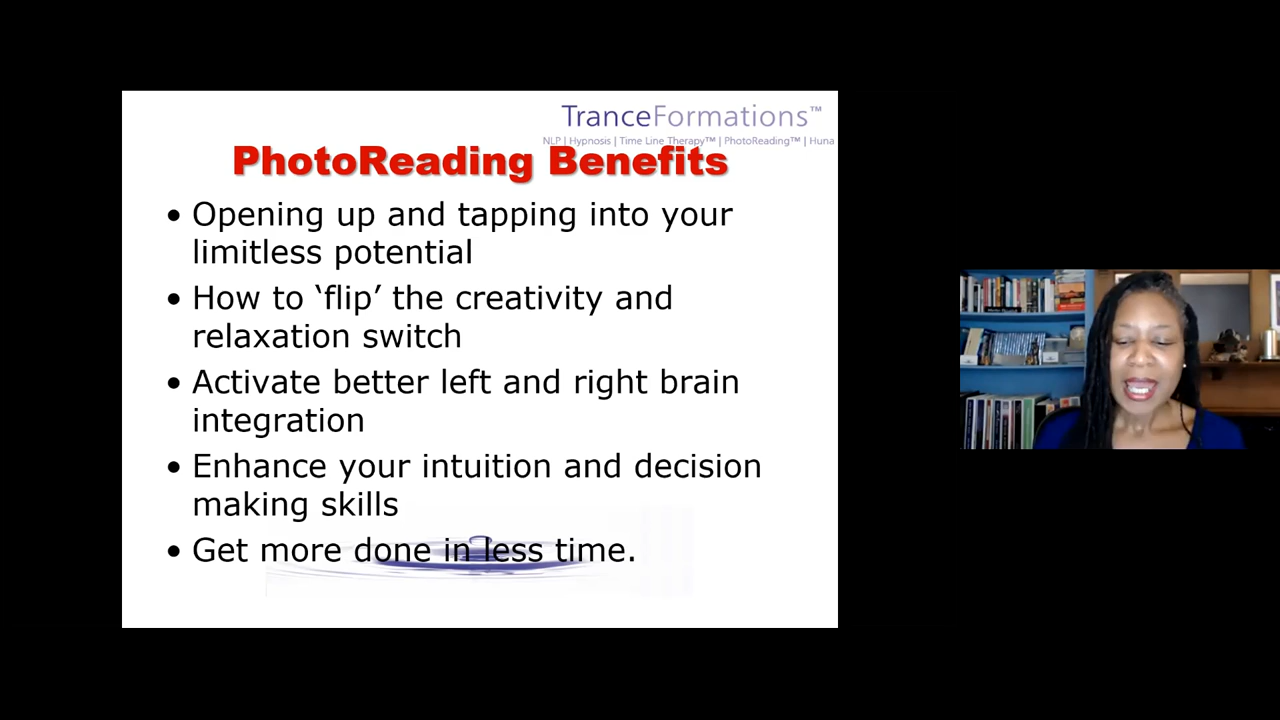 TranceFormations™
NLP | Hypnosis | Time Line Therapy™ | PhotoReading™ | Huna
PhotoReading Benefits
• Opening up and tapping into your
limitless potential
• How to ‘flip’ the creativity and
relaxation switch
• Activate better left and right brain
integration
• Enhance your intuition and decision
making skills
• Get more done in less time.